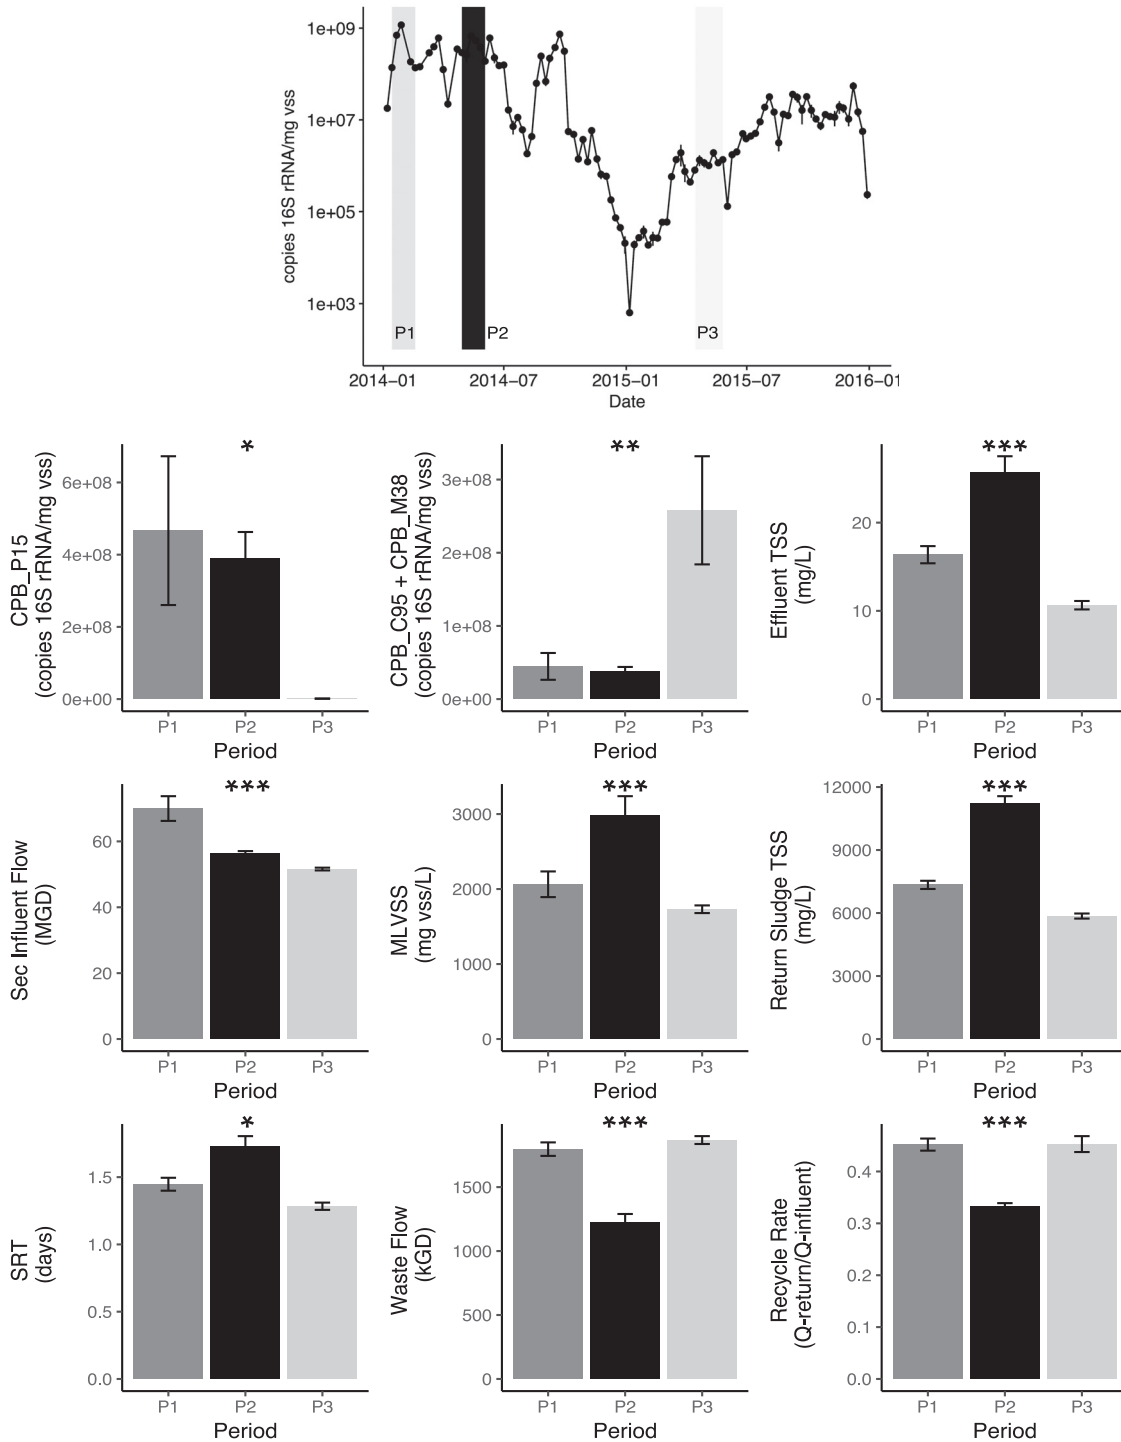 1e+09
1e+07
1e+05
1e+03
copies 16S rRNA/mg vss
P1
P2
P3
2014−01
2014−07
2015−01
2015−07
2016−01
Date
*
CPB_P15
(copies 16S rRNA/mg vss)
6e+08
4e+08
2e+08
0e+00
P1
P2
P3
Period
**
CPB_C95 + CPB_M38
(copies 16S rRNA/mg vss)
3e+08
2e+08
1e+08
0e+00
P1
P2
P3
Period
***
Effluent TSS
(mg/L)
20
10
0
P1
P2
P3
Period
***
Sec Influent Flow
(MGD)
60
40
20
0
P1
P2
P3
Period
***
MLVSS
(mg vss/L)
3000
2000
1000
0
P1
P2
P3
Period
***
Return Sludge TSS
(mg/L)
12000
9000
6000
3000
0
P1
P2
P3
Period
*
SRT
(days)
1.5
1.0
0.5
0.0
P1
P2
P3
Period
***
Waste Flow
(kGD)
1500
1000
500
0
P1
P2
P3
Period
***
Recycle Rate
(Q-return/Q-influent)
0.4
0.3
0.2
0.1
0.0
P1
P2
P3
Period